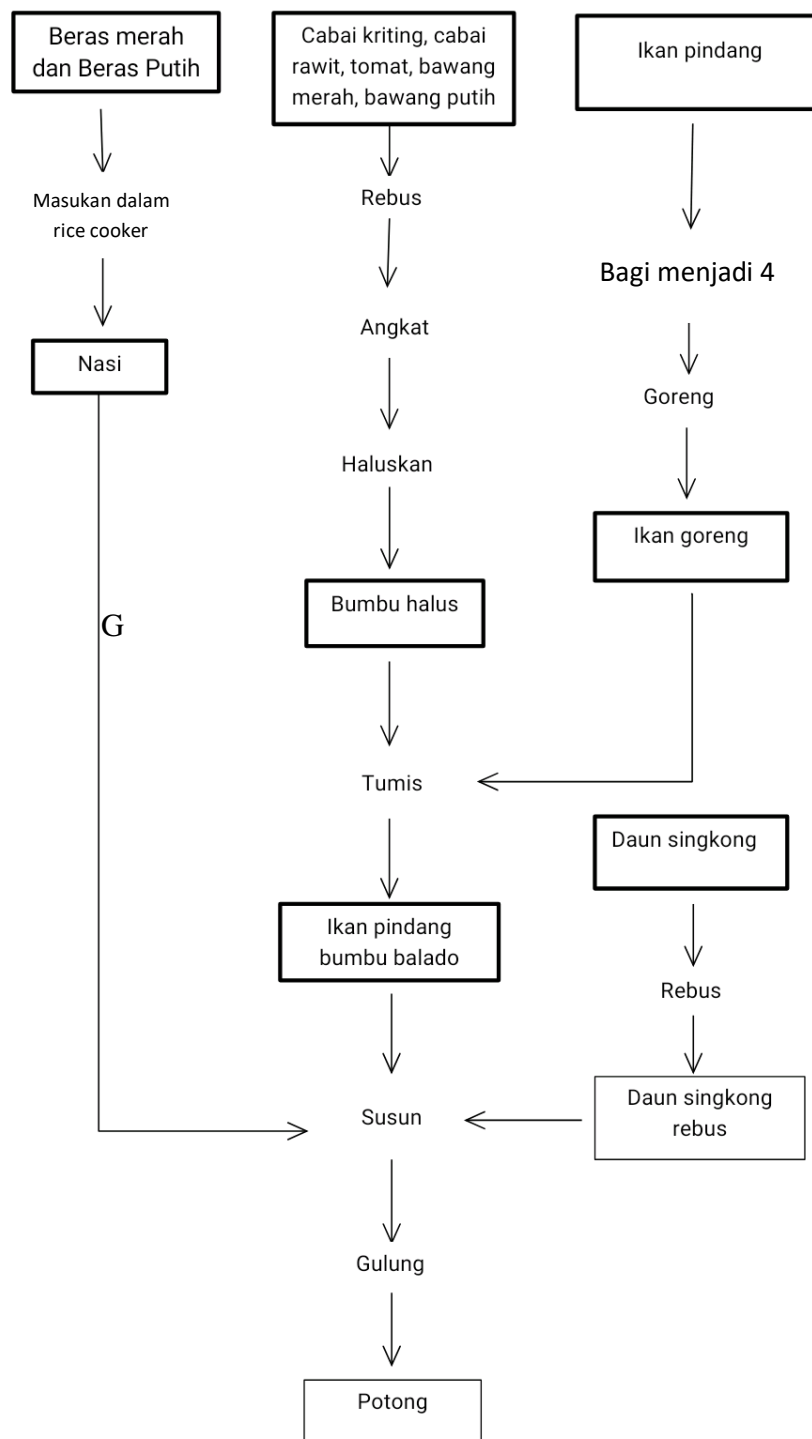 Beras merah
dan Beras Putih
Masukan dalam
rice cooker
Nasi
G
Cabai kriting, cabai
rawit, tomat, bawang
merah, bawang putih
Rebus
Angkat
Haluskan
Bumbu halus
Tumis
Ikan pindang
bumbu balado
Susun
Gulung
Potong
Ikan pindang
Bagi menjadi 4
Goreng
Ikan goreng
Daun singkong
Rebus
Daun singkong
rebus